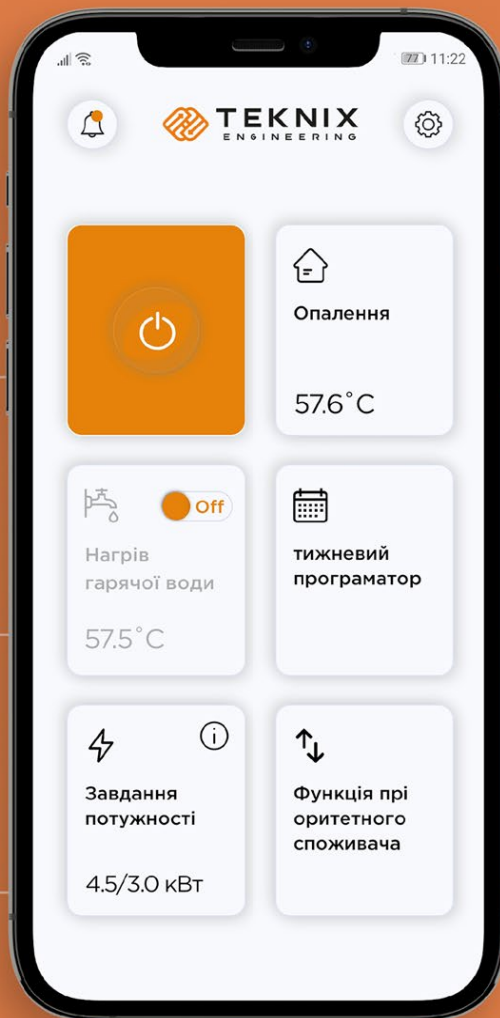 77 11:22
TEKNIX
ENGINEERING
Опалення
57.6°C
Off
Нагрів
гарячої води
57.5°C
тижневий
програматор
Завдання
потужності
4.5/3.0 кВт
Функція прі
оритетного
споживача